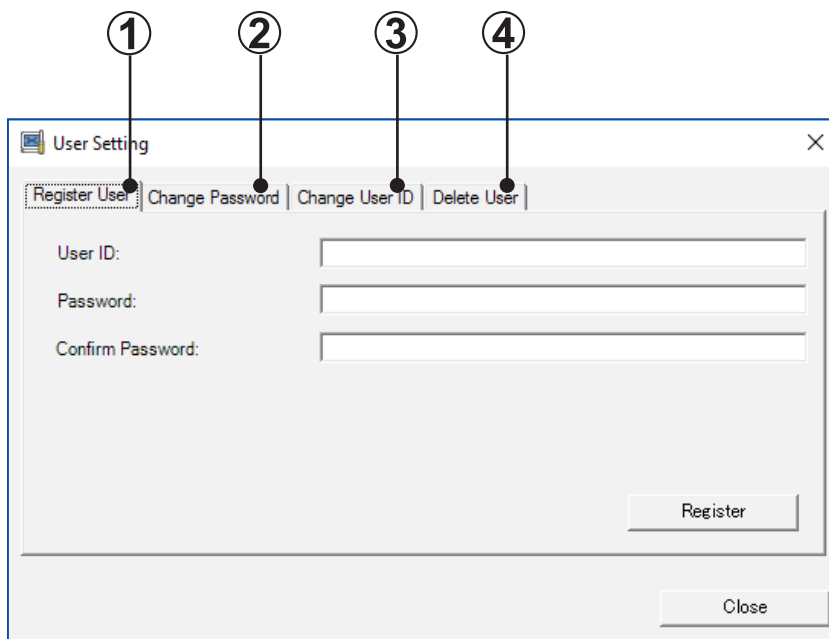 1 2 3 4
User Setting
Register User Change Password Change User ID Delete User
User ID:
Password:
Confirm Password:
Register
Close